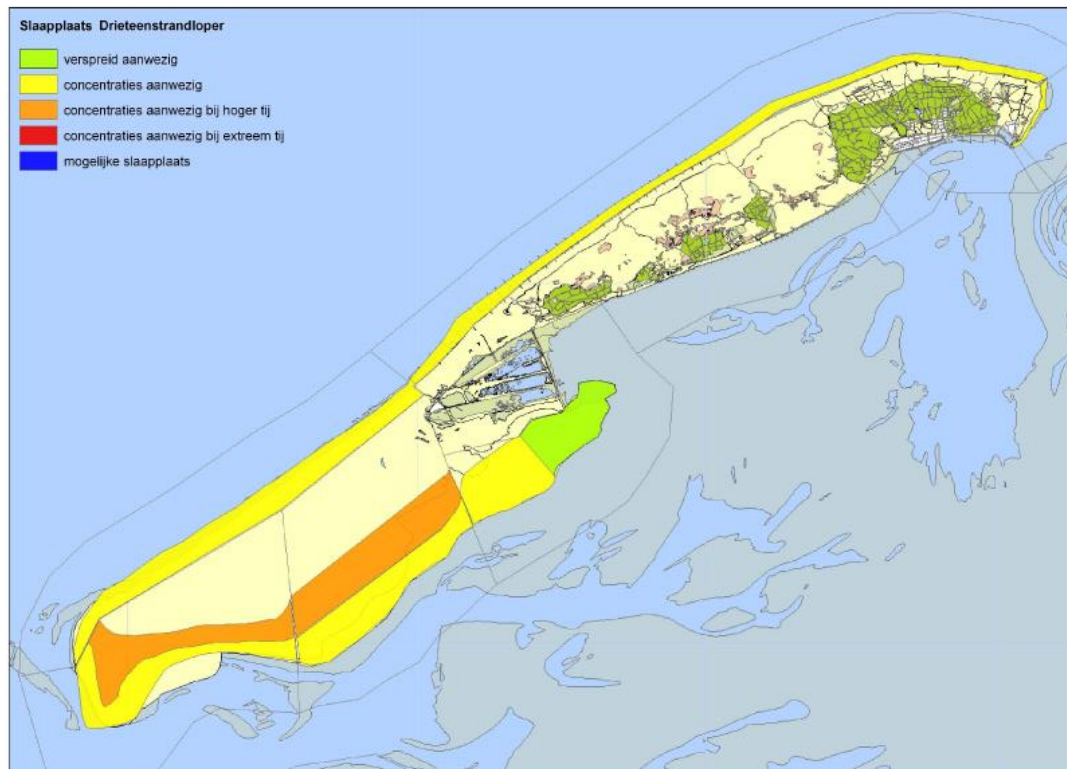 Slaapplaats Drieteenstrandloper
verspreid aanwezig
concentraties aanwezig
concentraties aanwezig bij hoger tij
concentraties aanwezig bij extreem tij
mogelijke slaapplaats